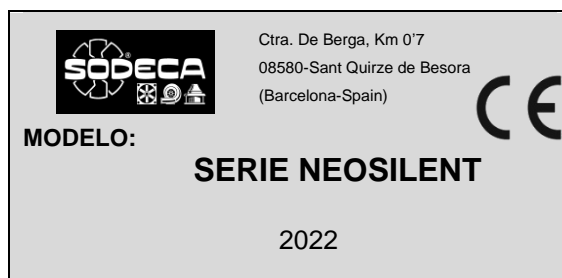 SODECA®
Ctra. De Berga, Km 0'7
08580-Sant Quirze de Besora
(Barcelona-Spain)
CE
MODELO:
SERIE NEOSILENT
2022